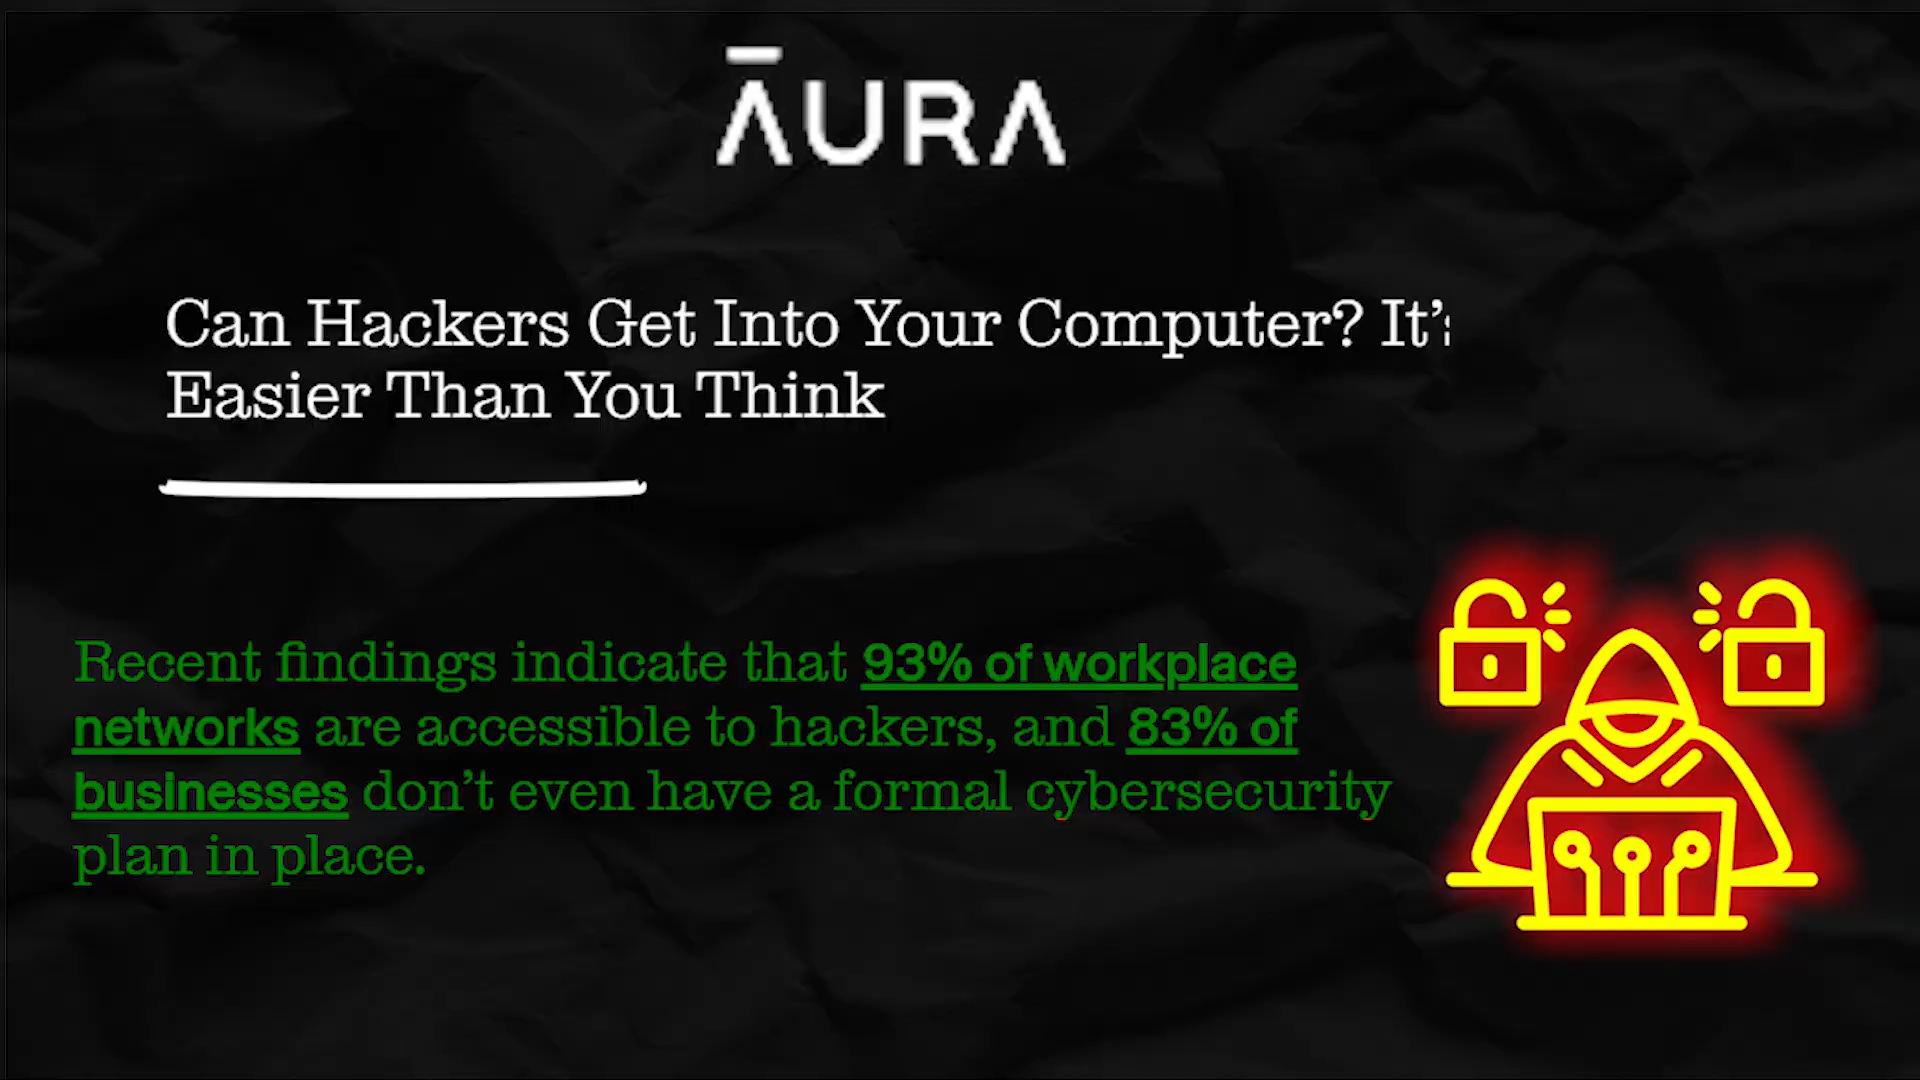 ĀURA
Can Hackers Get Into Your Computer? It’s
Easier Than You Think
Recent findings indicate that 93% of workplace
networks are accessible to hackers, and 83% of
businesses don’t even have a formal cybersecurity
plan in place.